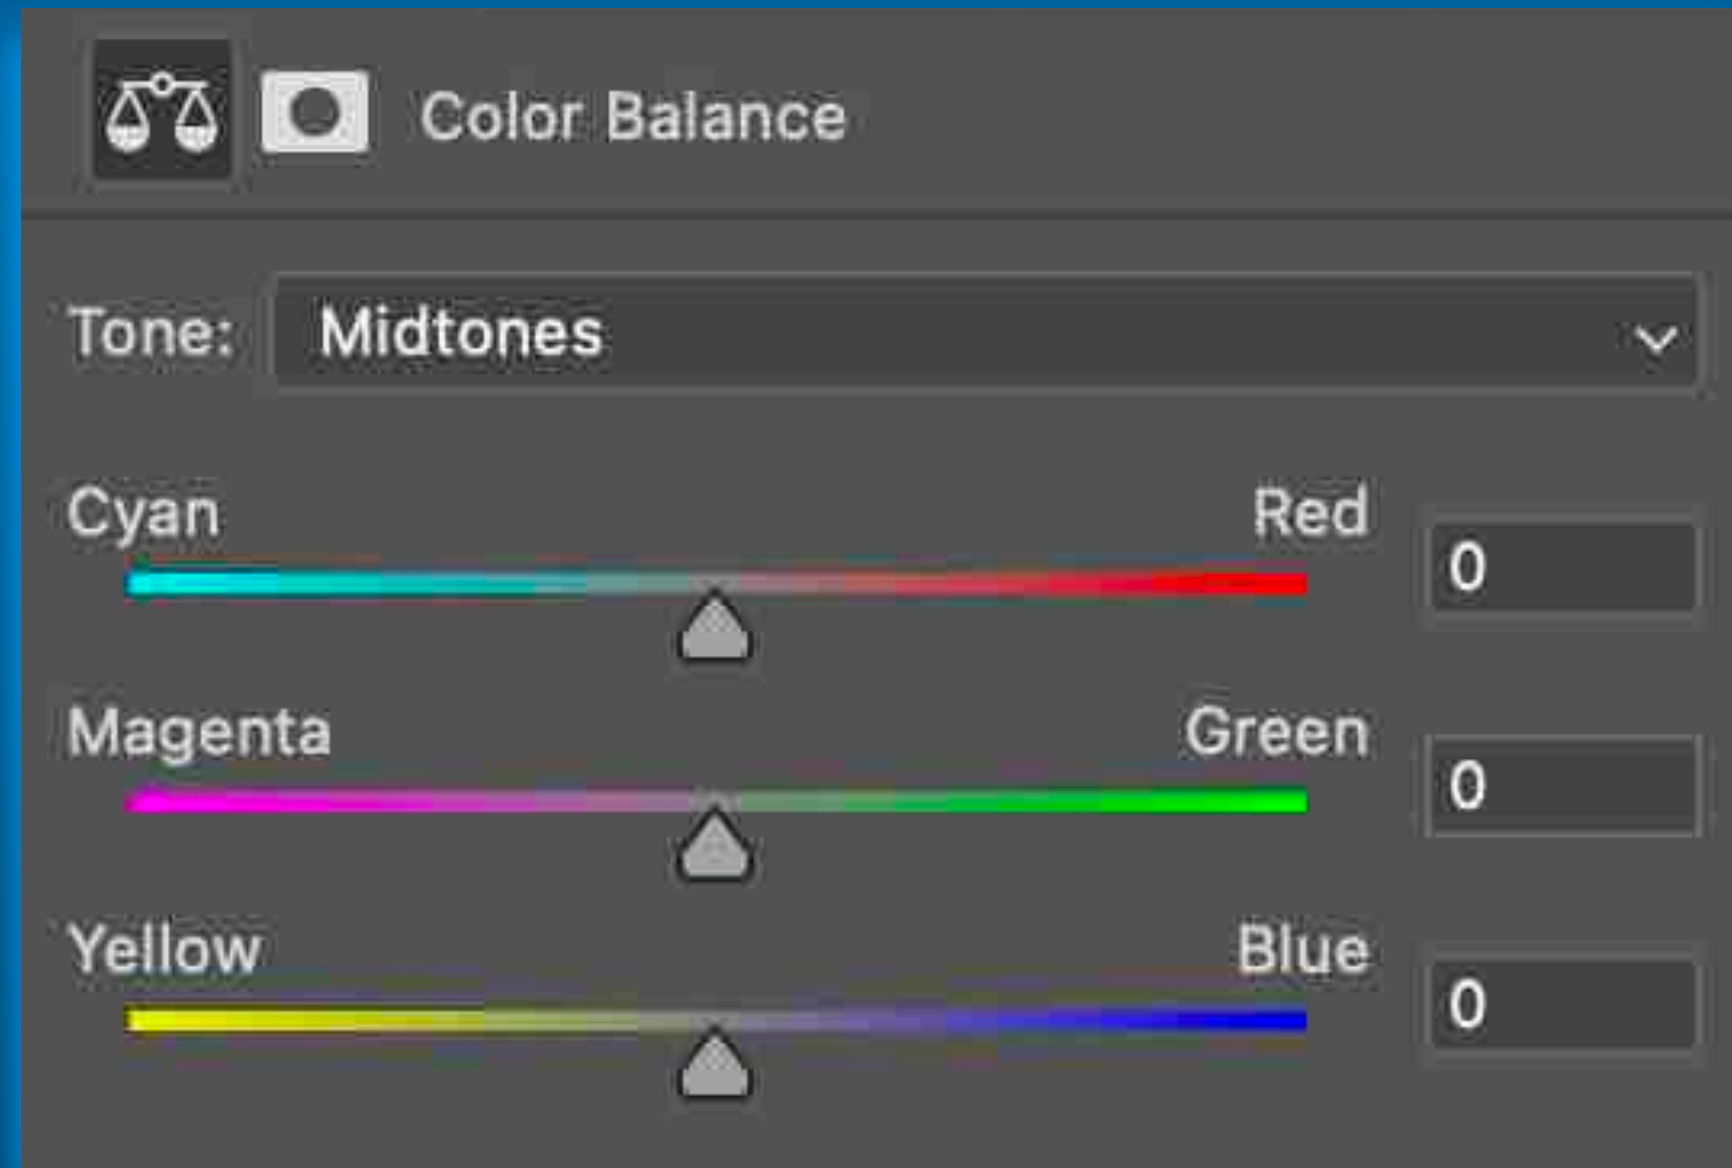 Color Balance
Tone: Midtones
Cyan Red 0
Magenta Green 0
Yellow Blue 0